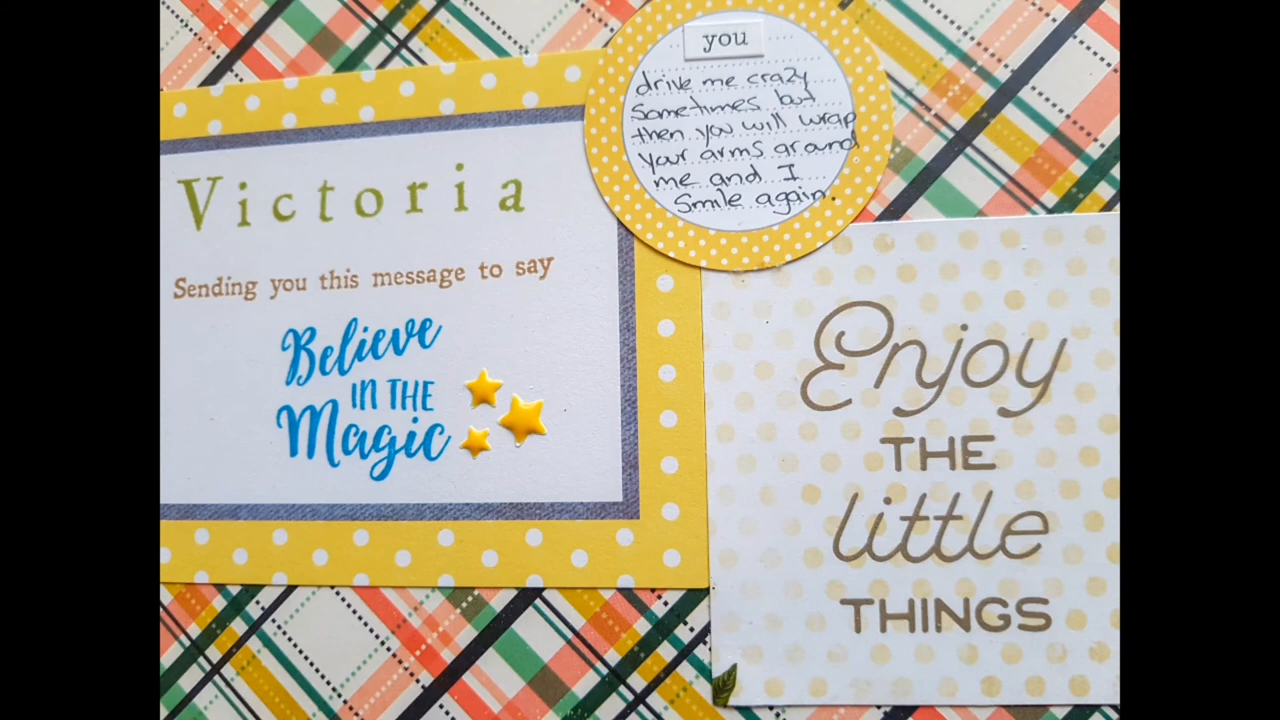 Victoria
Sending you this message to say
Believe
IN THE
Magic
you
drive me crazy
Sometimes but
then you will wrap
your arms around
me and I
Smile again.
Enjoy
THE
little
THINGS